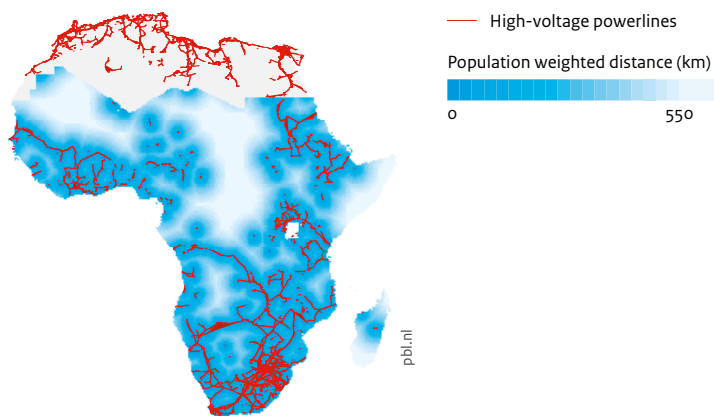 High-voltage powerlines
Population weighted distance (km)
0 550
pbl.nl